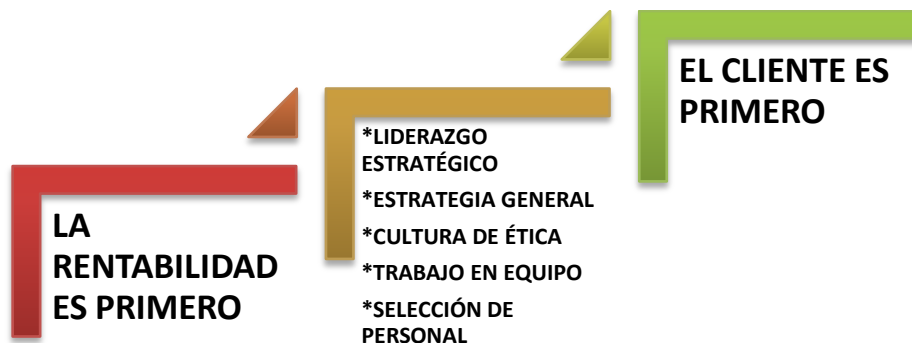 LA
RENTABILIDAD
ES PRIMERO
*LIDERAZGO
ESTRATÉGICO
*ESTRATEGIA GENERAL
*CULTURA DE ÉTICA
*TRABAJO EN EQUIPO
*SELECCIÓN DE
PERSONAL
EL CLIENTE ES
PRIMERO